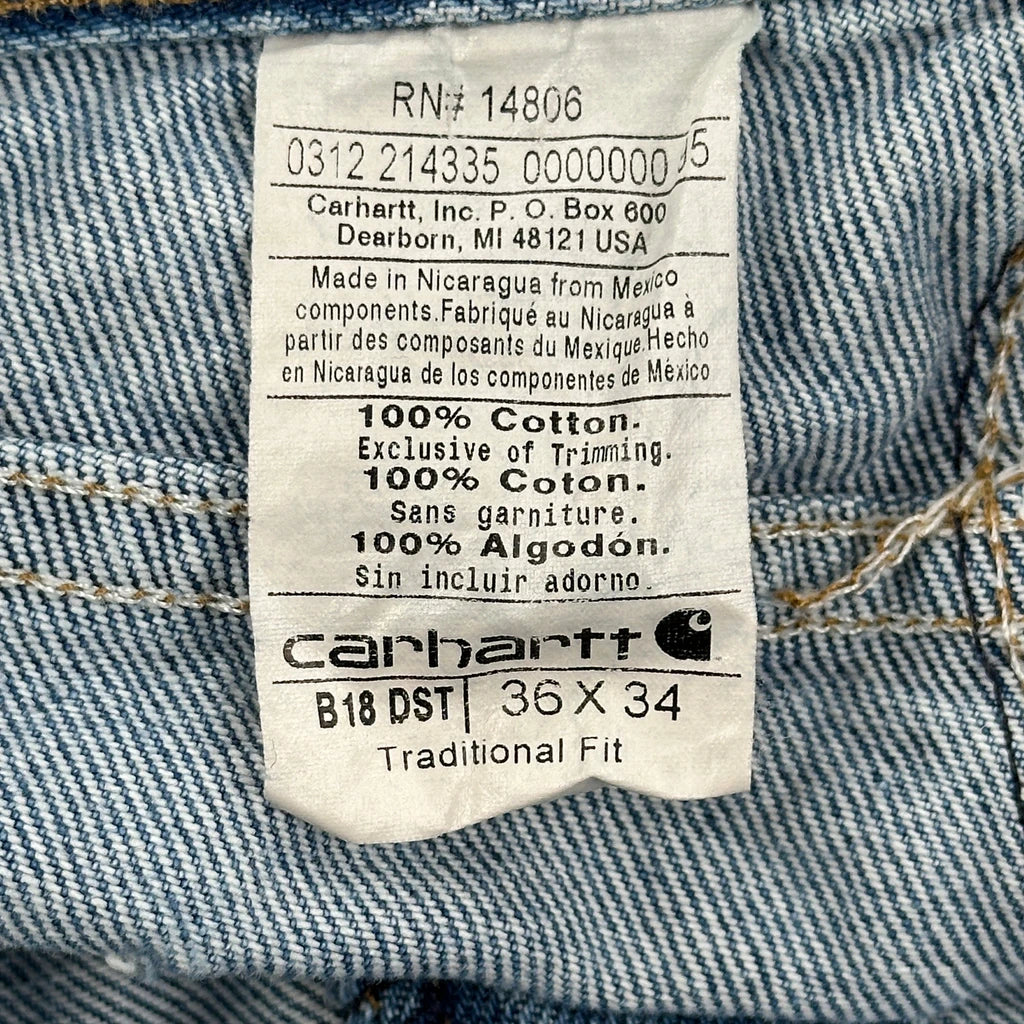 RN# 14806
0312 214335 0000000 5
Carhartt, Inc. P. O. Box 600
Dearborn, MI 48121 USA
Made in Nicaragua from Mexico
components.Fabriqué au Nicaragua à
partir des composants du Mexique.Hecho
en Nicaragua de los componentes de México
100% Cotton.
Exclusive of Trimming.
100% Coton.
Sans garniture.
100% Algodón.
Sin incluir adorno.
carhartt
B18 DST | 36 X 34
Traditional Fit